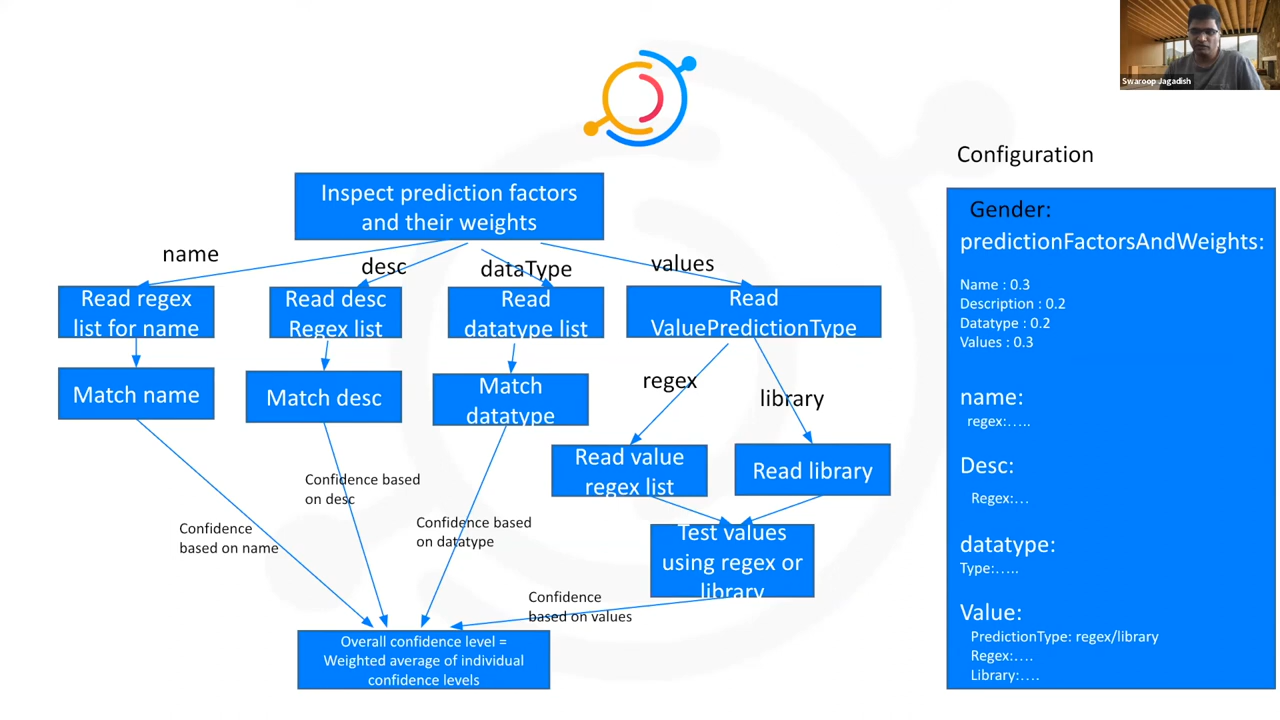 Swaroop Jagadish
Configuration
Inspect prediction factors
and their weights
name
desc
dataType
values
Read regex
list for name
Read desc
Regex list
Read
datatype list
Read
ValuePredictionType
Match name
Match desc
Match
datatype
regex
library
Read value
regex list
Read library
Confidence based
on desc
Confidence
based on name
Confidence based
on datatype
Test values
using regex or
library
Confidence
based on values
Overall confidence level =
Weighted average of individual
confidence levels
Gender:
predictionFactorsAndWeights:
Name : 0.3
Description : 0.2
Datatype : 0.2
Values : 0.3
name:
regex:.....
Desc:
Regex:...
datatype:
Type:.....
Value:
PredictionType: regex/library
Regex:....
Library:....